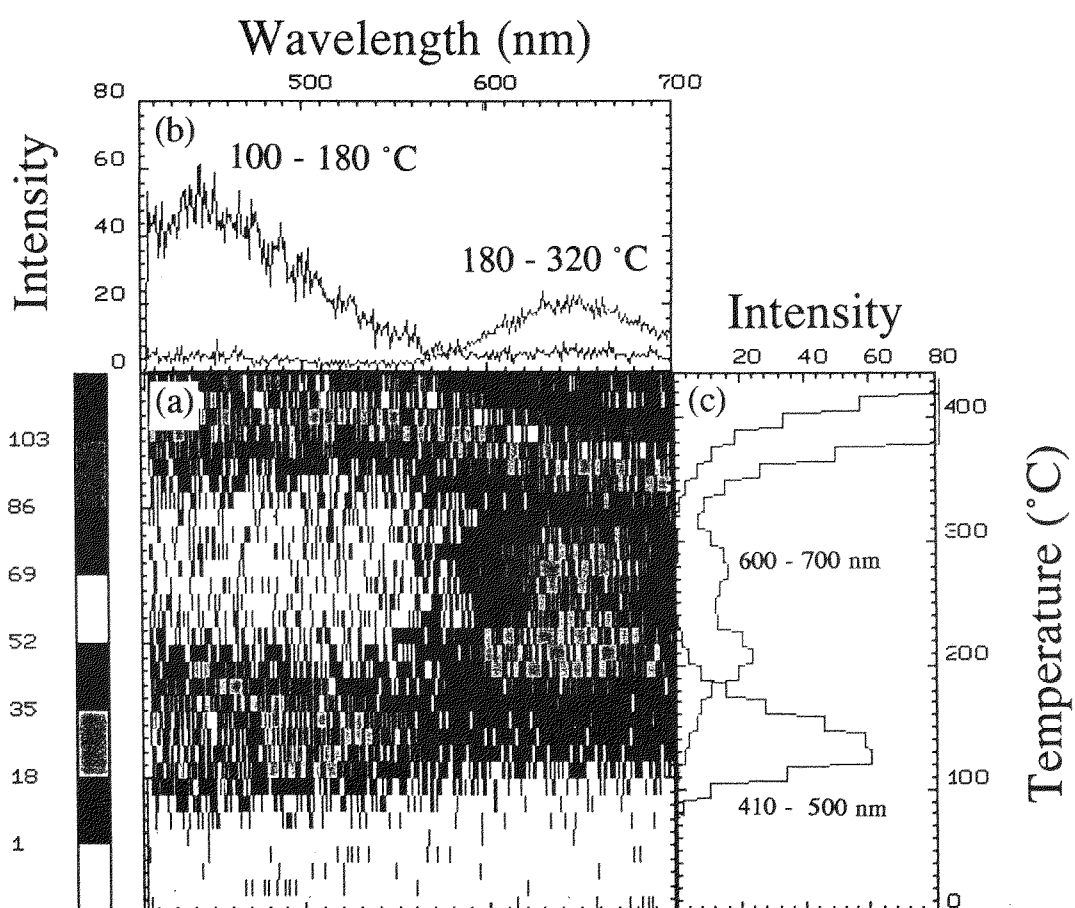 Wavelength (nm)
80 500 600 700
(b)
100 - 180 °C
60
Intensity
40
180 - 320 °C
20
Intensity
0
20 40 60 80
(a)
(c)
400
103
86
300
69
600 - 700 nm
Temperature (°C)
52
200
35
18
100
410 - 500 nm
1
0